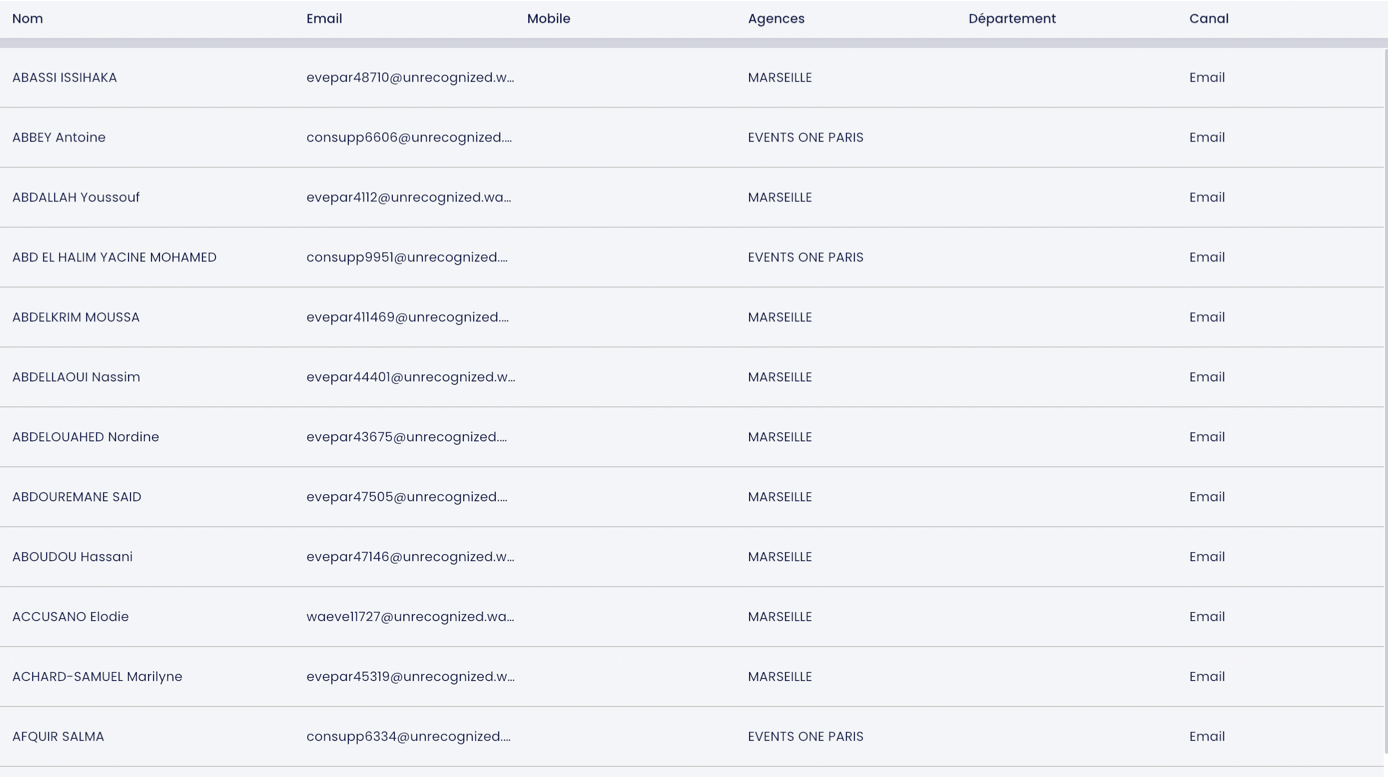 Nom Email Mobile Agences Département Canal
ABASSI ISSIHAKA evepar48710@unrecognized.w... MARSEILLE Email
ABBEY Antoine consupp6606@unrecognized.... EVENTS ONE PARIS Email
ABDALLAH Youssouf evepar4112@unrecognized.wa... MARSEILLE Email
ABD EL HALIM YACINE MOHAMED consupp9951@unrecognized.... EVENTS ONE PARIS Email
ABDELKRIM MOUSSA evepar411469@unrecognized.... MARSEILLE Email
ABDELLAOUI Nassim evepar44401@unrecognized.w... MARSEILLE Email
ABDELOUAHED Nordine evepar43675@unrecognized.... MARSEILLE Email
ABDOUREMANE SAID evepar47505@unrecognized.... MARSEILLE Email
ABOUDOU Hassani evepar47146@unrecognized.w... MARSEILLE Email
ACCUSANO Elodie waeve11727@unrecognized.wa... MARSEILLE Email
ACHARD-SAMUEL Marilyne evepar45319@unrecognized.w... MARSEILLE Email
AFQUIR SALMA consupp6334@unrecognized.... EVENTS ONE PARIS Email